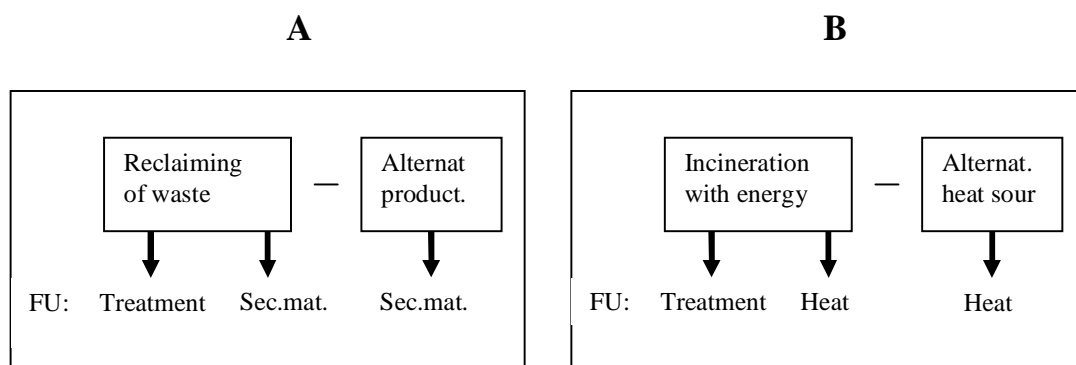 A
B
Reclaiming
of waste
Alternat
product.
Incineration
with energy
Alternat.
heat sour
FU: Treatment Sec.mat. Sec.mat.
FU: Treatment Heat Heat